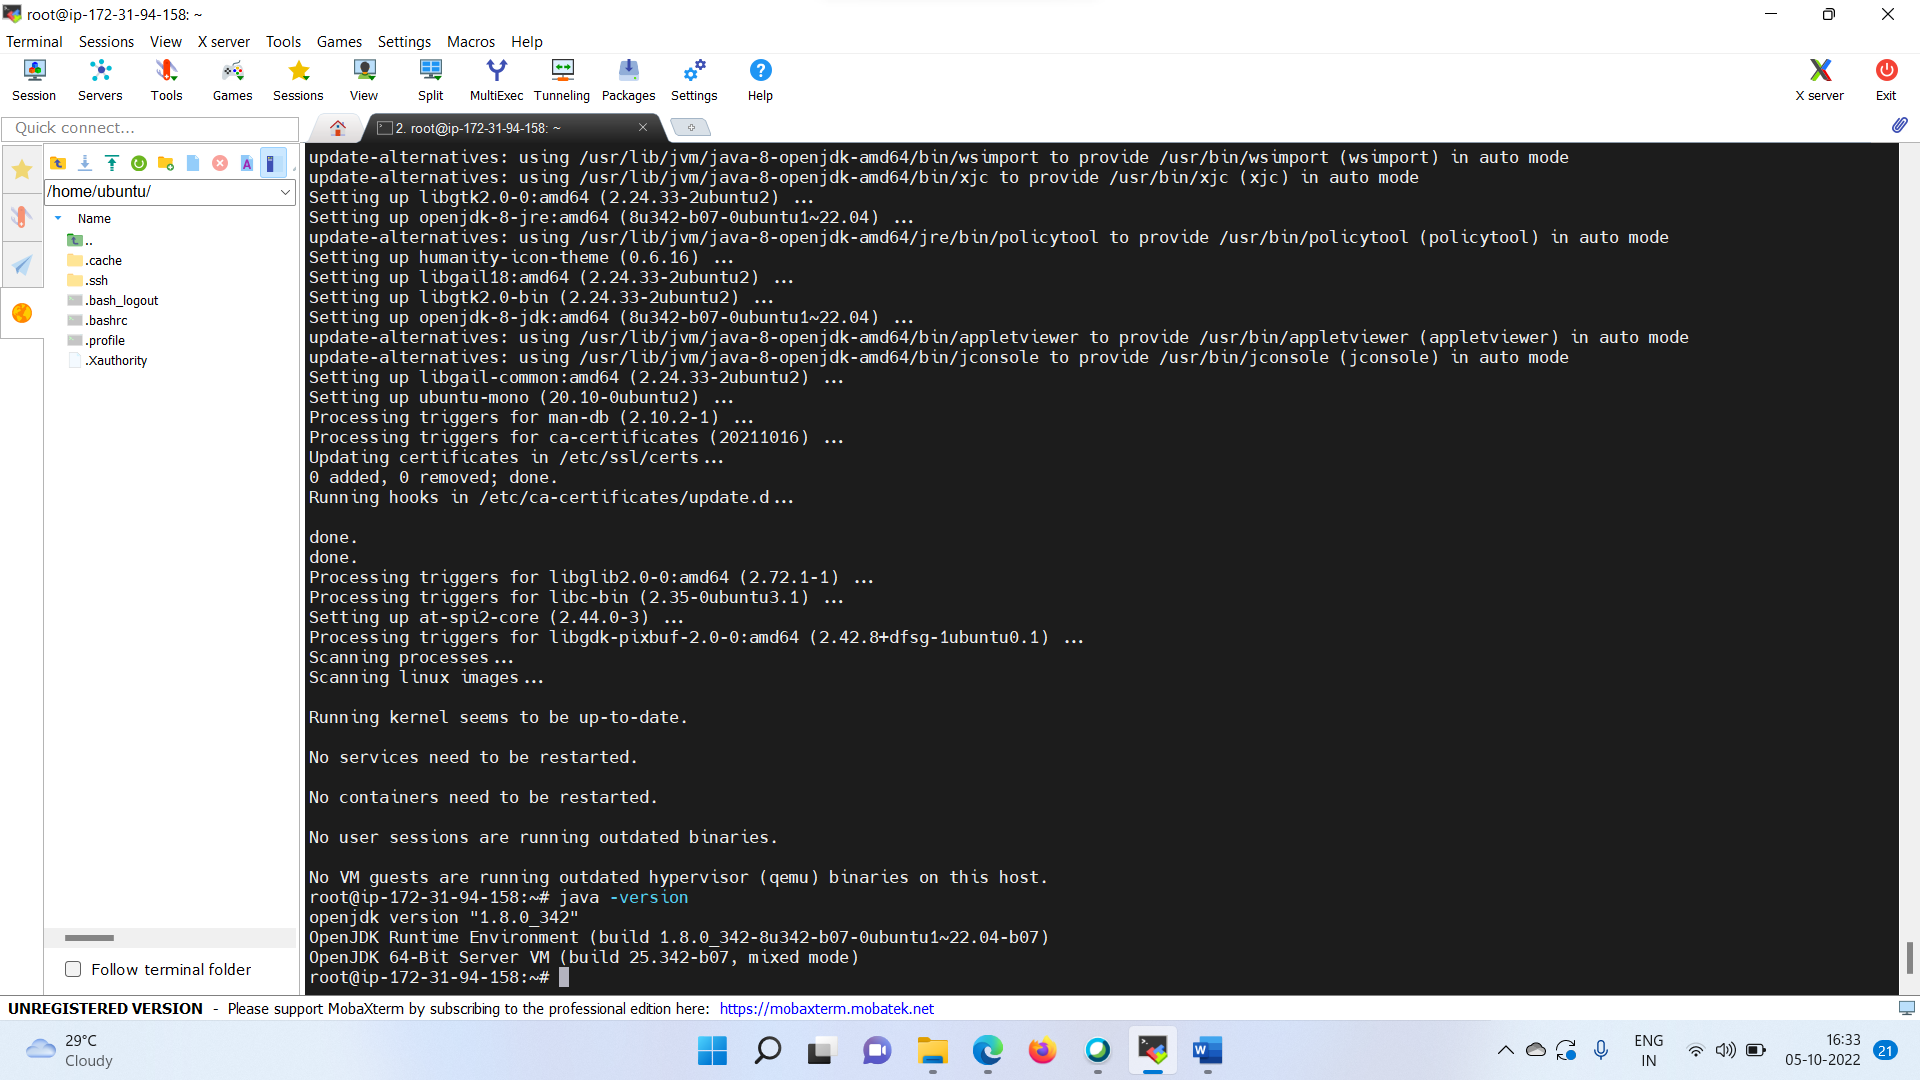 root@ip-172-31-94-158: ~
Terminal Sessions View X server Tools Games Settings Macros Help
Session Servers Tools Games Sessions View Split MultiExec Tunneling Packages Settings Help X server Exit
Quick connect...
2. root@ip-172-31-94-158: ~
/home/ubuntu/
Name
..
.cache
.ssh
.bash_logout
.bashrc
.profile
.Xauthority
Follow terminal folder
update-alternatives: using /usr/lib/jvm/java-8-openjdk-amd64/bin/wsimport to provide /usr/bin/wsimport (wsimport) in auto mode
update-alternatives: using /usr/lib/jvm/java-8-openjdk-amd64/bin/xjc to provide /usr/bin/xjc (xjc) in auto mode
Setting up libgtk2.0-0:amd64 (2.24.33-2ubuntu2) ...
Setting up openjdk-8-jre:amd64 (8u342-b07-0ubuntu1~22.04) ...
update-alternatives: using /usr/lib/jvm/java-8-openjdk-amd64/jre/bin/policytool to provide /usr/bin/policytool (policytool) in auto mode
Setting up humanity-icon-theme (0.6.16) ...
Setting up libgail18:amd64 (2.24.33-2ubuntu2) ...
Setting up libgtk2.0-bin (2.24.33-2ubuntu2) ...
Setting up openjdk-8-jdk:amd64 (8u342-b07-0ubuntu1~22.04) ...
update-alternatives: using /usr/lib/jvm/java-8-openjdk-amd64/bin/appletviewer to provide /usr/bin/appletviewer (appletviewer) in auto mode
update-alternatives: using /usr/lib/jvm/java-8-openjdk-amd64/bin/jconsole to provide /usr/bin/jconsole (jconsole) in auto mode
Setting up libgail-common:amd64 (2.24.33-2ubuntu2) ...
Setting up ubuntu-mono (20.10-0ubuntu2) ...
Processing triggers for man-db (2.10.2-1) ...
Processing triggers for ca-certificates (20211016) ...
Updating certificates in /etc/ssl/certs...
0 added, 0 removed; done.
Running hooks in /etc/ca-certificates/update.d...
done.
done.
Processing triggers for libglib2.0-0:amd64 (2.72.1-1) ...
Processing triggers for libc-bin (2.35-0ubuntu3.1) ...
Setting up at-spi2-core (2.44.0-3) ...
Processing triggers for libgdk-pixbuf-2.0-0:amd64 (2.42.8+dfsg-1ubuntu0.1) ...
Scanning processes...
Scanning linux images...
Running kernel seems to be up-to-date.
No services need to be restarted.
No containers need to be restarted.
No user sessions are running outdated binaries.
No VM guests are running outdated hypervisor (qemu) binaries on this host.
root@ip-172-31-94-158:~# java -version
openjdk version "1.8.0_342"
OpenJDK Runtime Environment (build 1.8.0_342-8u342-b07-0ubuntu1~22.04-b07)
OpenJDK 64-Bit Server VM (build 25.342-b07, mixed mode)
root@ip-172-31-94-158:~#
UNREGISTERED VERSION - Please support MobaXterm by subscribing to the professional edition here: https://mobaxterm.mobatek.net
29°C
Cloudy
ENG
IN
16:33
05-10-2022
21